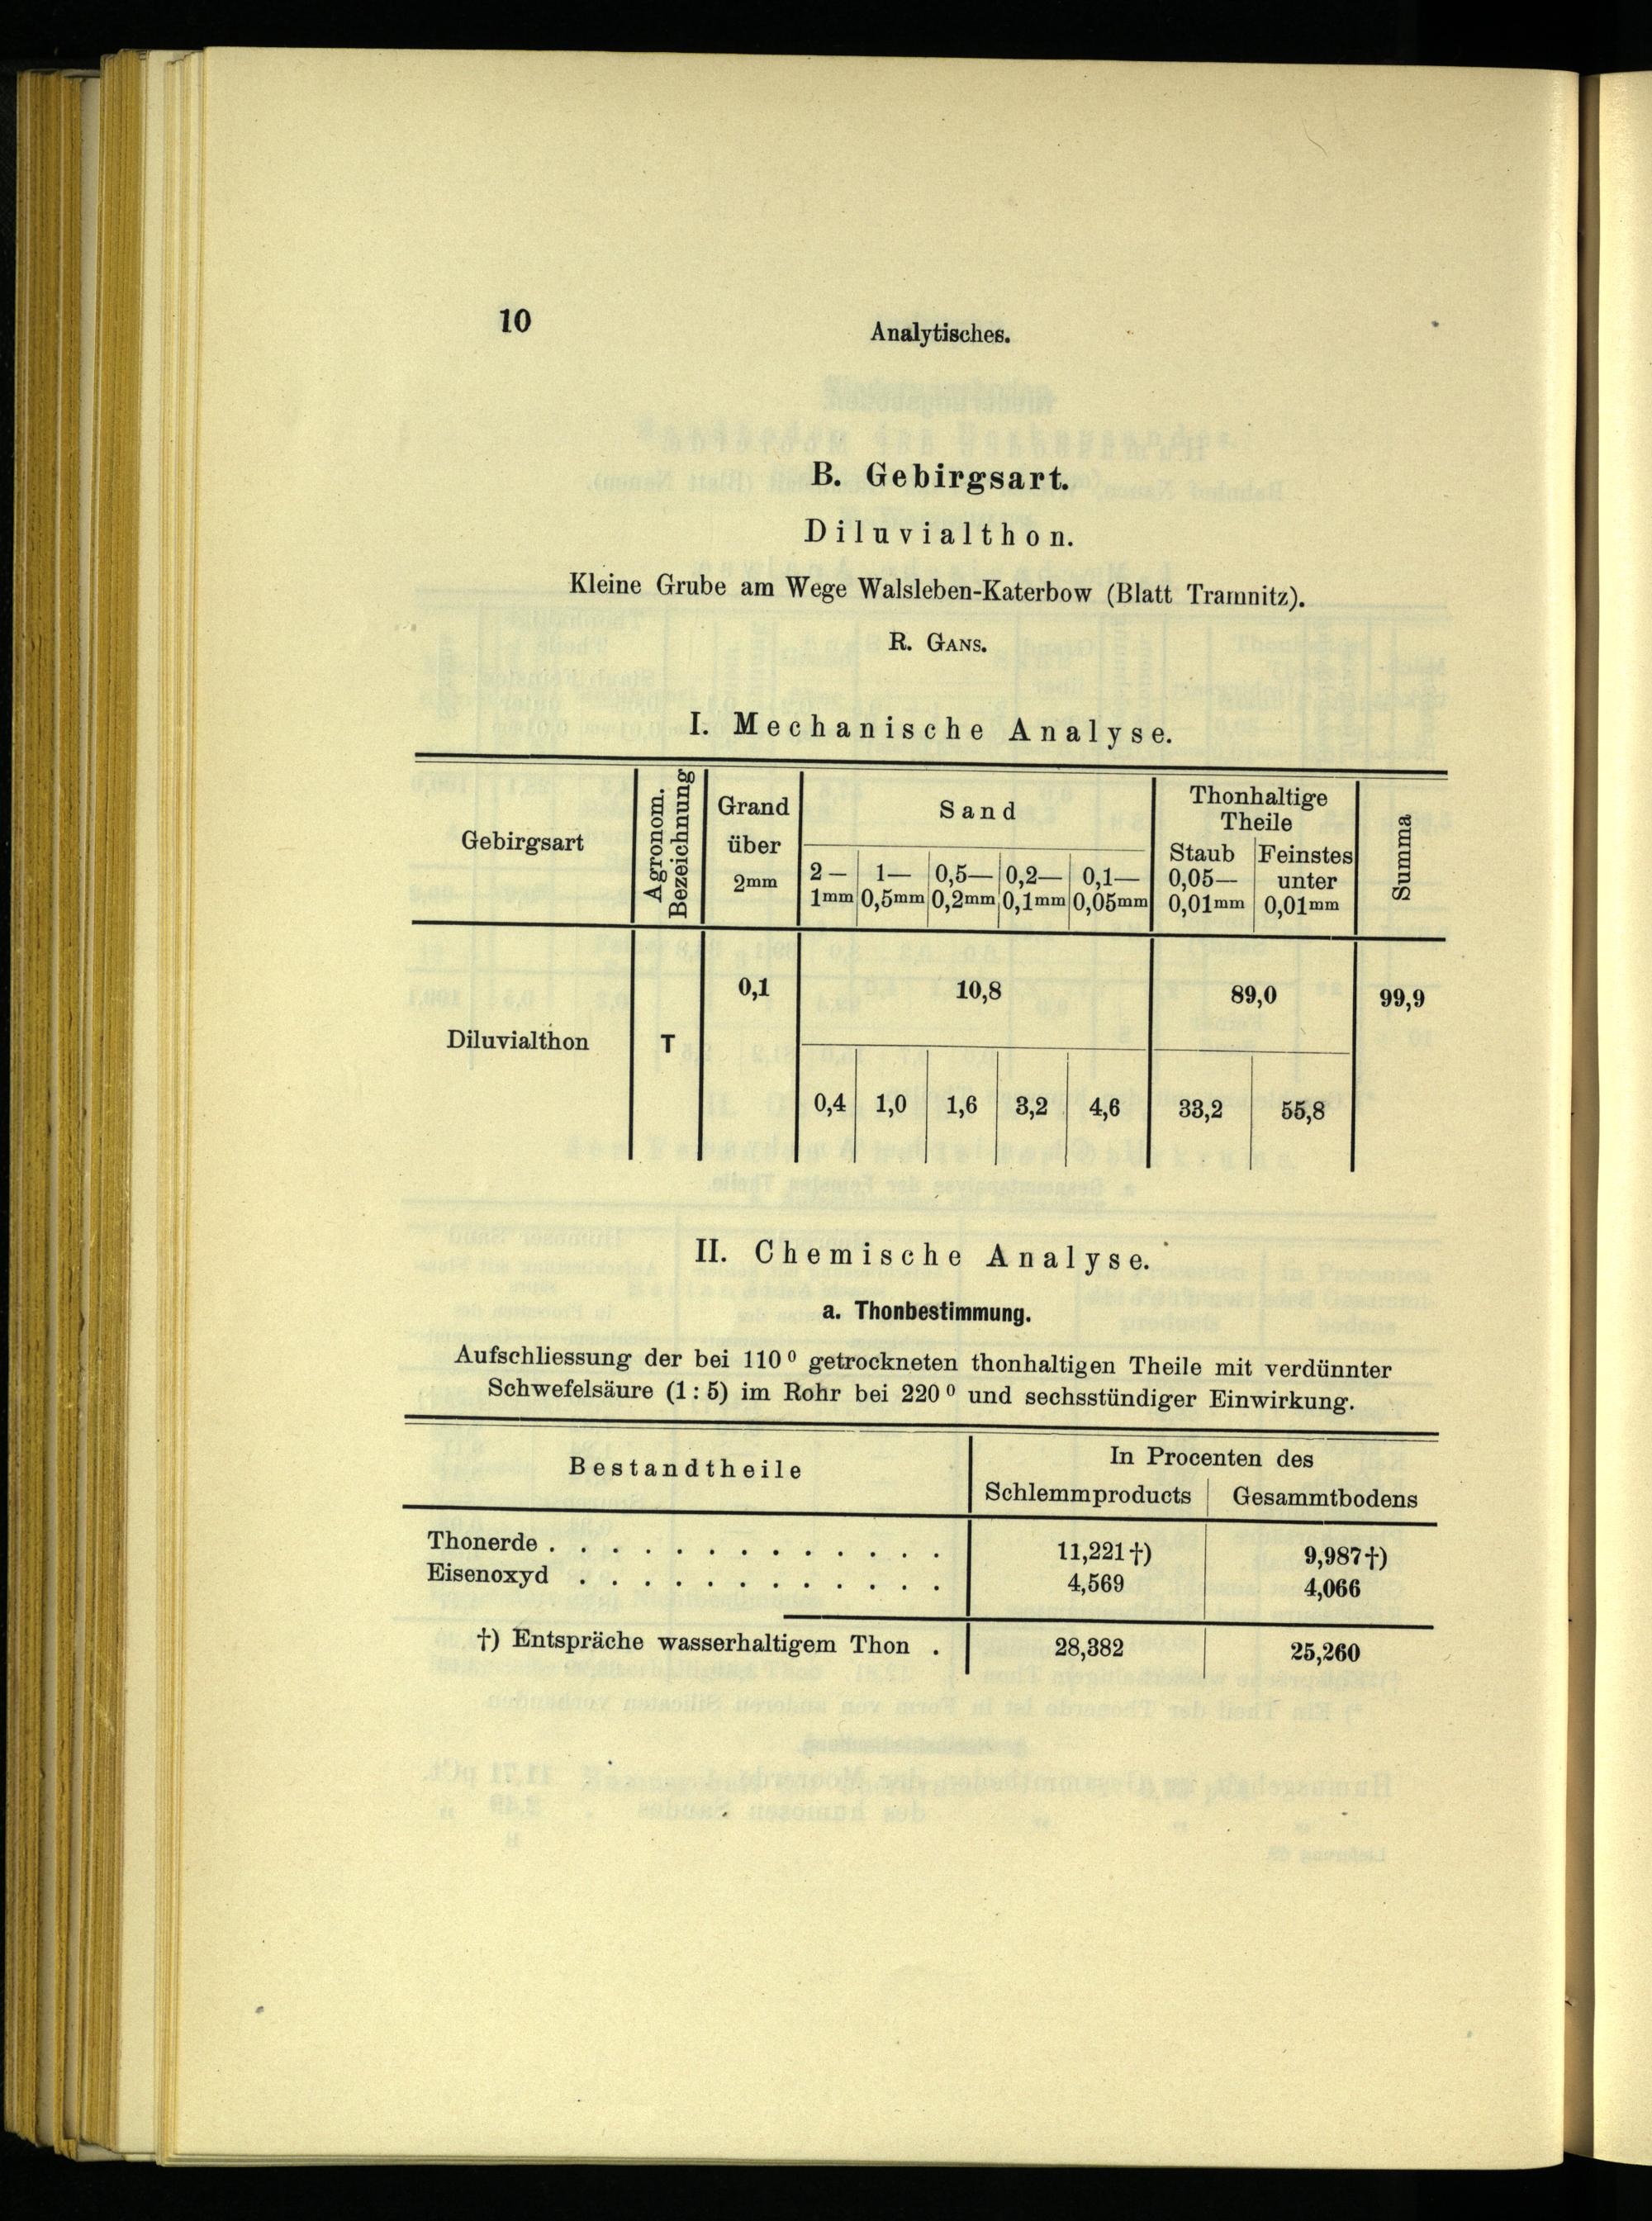 10
Analytisches.
B. Gebirgsart.
Diluvialthon.
Kleine Grube am Wege Walsleben-Katerbow (Blatt Tramnitz).
R. Gans.
I. Mechanische Analyse.
Gebirgsart | Agronom. Bezeichnung | Grand über 2mm | Sand | Thonhaltige Theile | Summa
2— 1mm | 1— 0,5mm | 0,5— 0,2mm | 0,2— 0,1mm | 0,1— 0,05mm | Staub 0,05— 0,01mm | Feinstes unter 0,01mm
Diluvialthon | T | 0,1 | 10,8 | 89,0 | 99,9
0,4 | 1,0 | 1,6 | 3,2 | 4,6 | 33,2 | 55,8
II. Chemische Analyse.
a. Thonbestimmung.
Aufschliessung der bei 110⁰ getrockneten thonhaltigen Theile mit verdünnter
Schwefelsäure (1:5) im Rohr bei 220⁰ und sechsstündiger Einwirkung.
Bestandtheile | In Procenten des
Schlemmproducts | Gesammtbodens
Thonerde . . . . . . . . . . . . . 11,221†) 9,987†)
Eisenoxyd . . . . . . . . . . . . 4,569 4,066
†) Entspräche wasserhaltigem Thon . 28,382 25,260